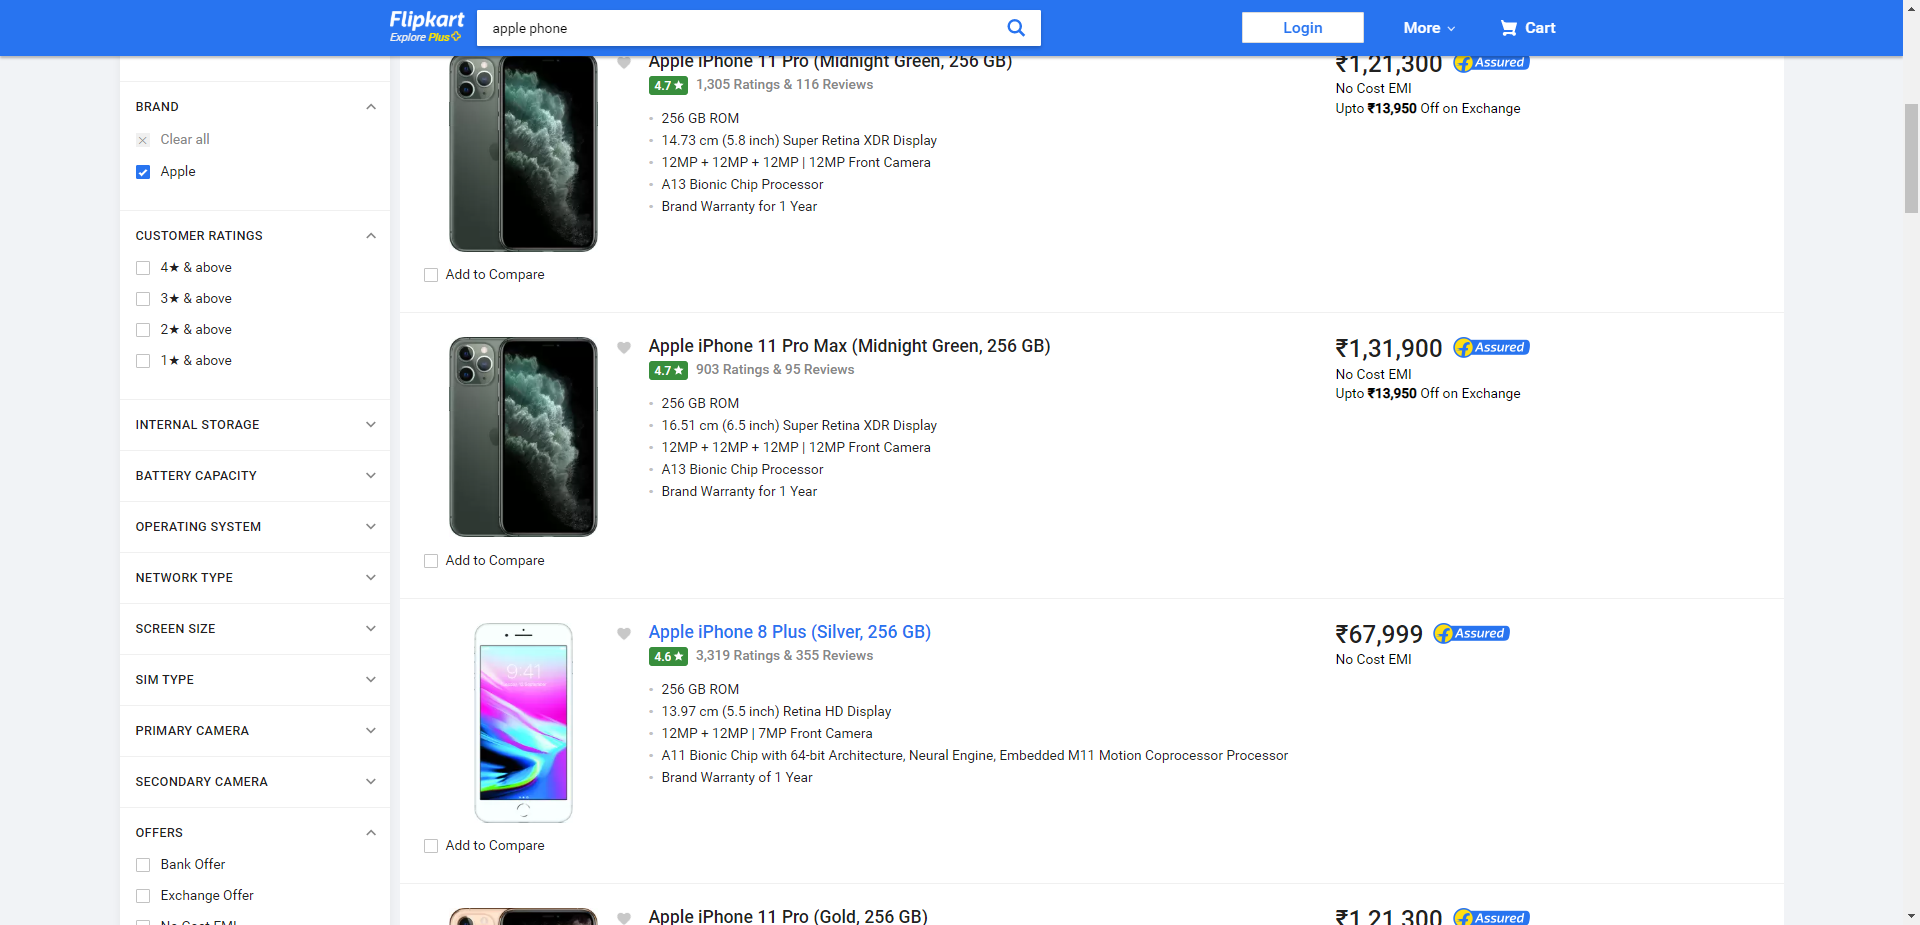 Flipkart
Explore Plus
apple phone
Login
More
Cart
BRAND
Clear all
Apple
CUSTOMER RATINGS
4★ & above
3★ & above
2★ & above
1★ & above
INTERNAL STORAGE
BATTERY CAPACITY
OPERATING SYSTEM
NETWORK TYPE
SCREEN SIZE
SIM TYPE
PRIMARY CAMERA
SECONDARY CAMERA
OFFERS
Bank Offer
Exchange Offer
No Cost EMI
Apple iPhone 11 Pro (Midnight Green, 256 GB)
4.7★ 1,305 Ratings & 116 Reviews
256 GB ROM
14.73 cm (5.8 inch) Super Retina XDR Display
12MP + 12MP + 12MP | 12MP Front Camera
A13 Bionic Chip Processor
Brand Warranty for 1 Year
₹1,21,300 Assured
No Cost EMI
Upto ₹13,950 Off on Exchange
Add to Compare
Apple iPhone 11 Pro Max (Midnight Green, 256 GB)
4.7★ 903 Ratings & 95 Reviews
256 GB ROM
16.51 cm (6.5 inch) Super Retina XDR Display
12MP + 12MP + 12MP | 12MP Front Camera
A13 Bionic Chip Processor
Brand Warranty for 1 Year
₹1,31,900 Assured
No Cost EMI
Upto ₹13,950 Off on Exchange
Add to Compare
9:41
Apple iPhone 8 Plus (Silver, 256 GB)
4.6★ 3,319 Ratings & 355 Reviews
256 GB ROM
13.97 cm (5.5 inch) Retina HD Display
12MP + 12MP | 7MP Front Camera
A11 Bionic Chip with 64-bit Architecture, Neural Engine, Embedded M11 Motion Coprocessor Processor
Brand Warranty of 1 Year
₹67,999 Assured
No Cost EMI
Add to Compare
Apple iPhone 11 Pro (Gold, 256 GB)
₹1,21,300 Assured